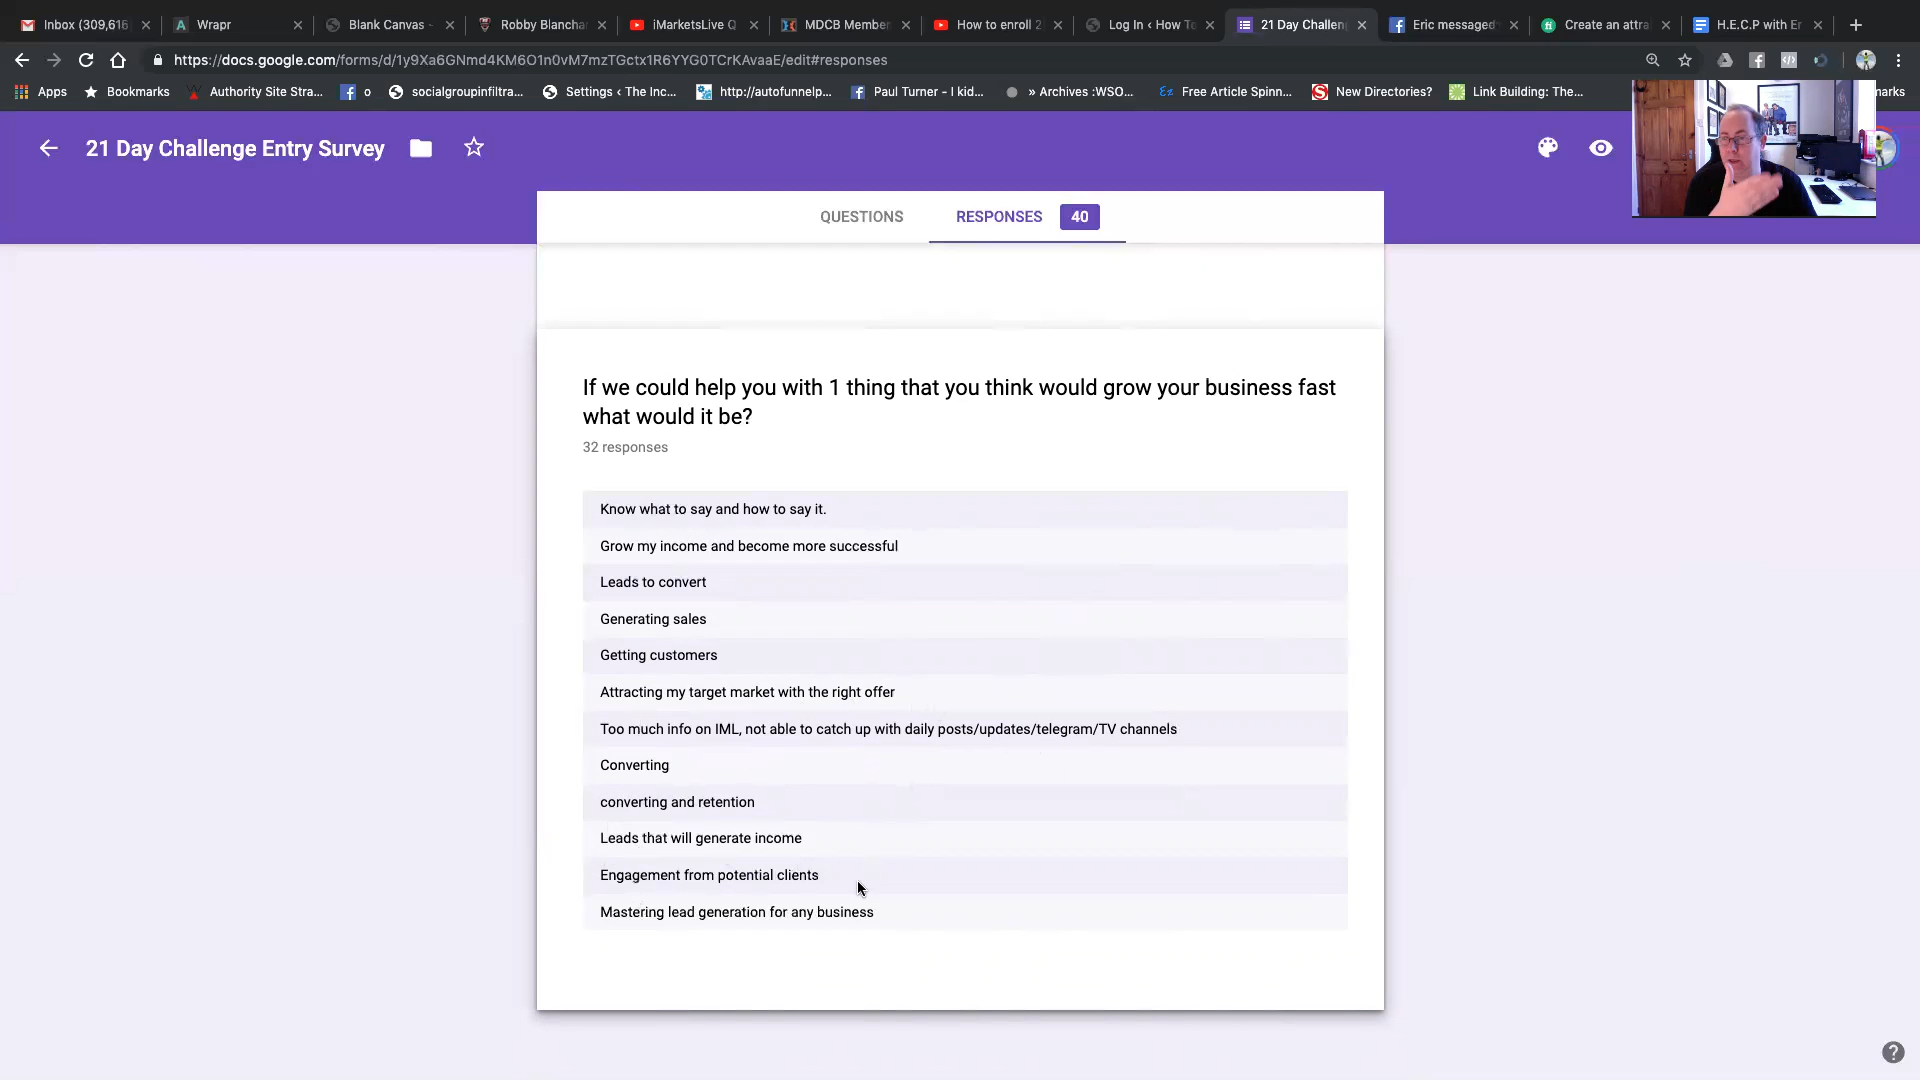 Inbox (309,616
Wrapr
Blank Canvas -
Robby Blancha
iMarketsLive Q
MDCB Membe
How to enroll 2
Log In ‹ How To
21 Day Challen
Eric messaged
Create an attra
H.E.C.P with Er
https://docs.google.com/forms/d/1y9Xa6GNmd4KM6O1n0vM7mzTGctx1R6YYG0TCrKAvaaE/edit#responses
Apps
Bookmarks
Authority Site Stra...
o
socialgroupinfiltra...
Settings ‹ The Inc...
http://autofunnelp...
Paul Turner - I kid...
» Archives :WSO...
Free Article Spinn...
New Directories?
Link Building: The...
marks
21 Day Challenge Entry Survey
QUESTIONS
RESPONSES 40
If we could help you with 1 thing that you think would grow your business fast
what would it be?
32 responses
Know what to say and how to say it.
Grow my income and become more successful
Leads to convert
Generating sales
Getting customers
Attracting my target market with the right offer
Too much info on IML, not able to catch up with daily posts/updates/telegram/TV channels
Converting
converting and retention
Leads that will generate income
Engagement from potential clients
Mastering lead generation for any business